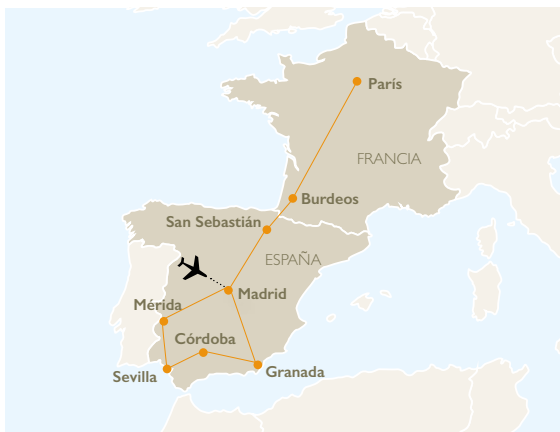 París
FRANCIA
Burdeos
San Sebastián
ESPAÑA
Madrid
Mérida
Córdoba
Granada
Sevilla